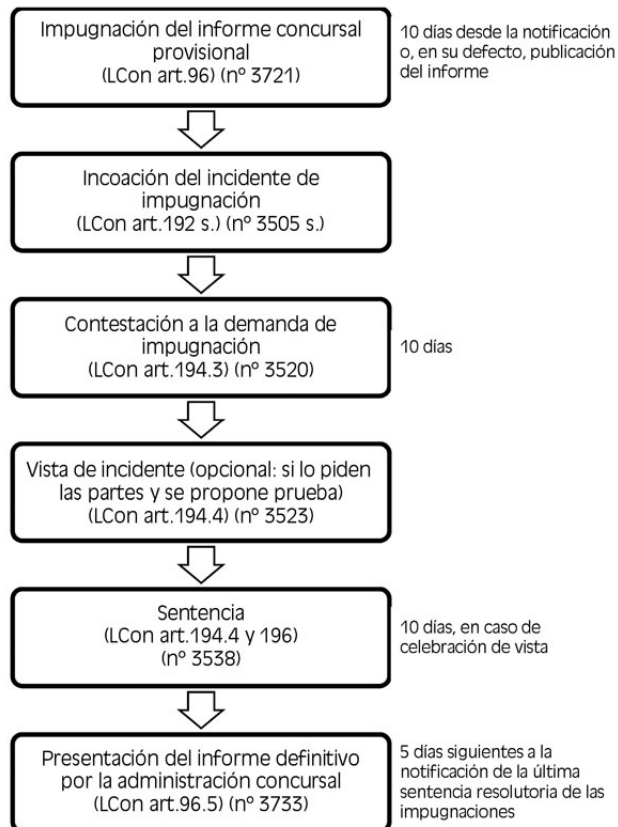 Impugnación del informe concursal
provisional
(LCon art.96) (nº 3721)
10 días desde la notificación
o, en su defecto, publicación
del informe
Incoación del incidente de
impugnación
(LCon art.192 s.) (nº 3505 s.)
Contestación a la demanda de
impugnación
(LCon art.194.3) (nº 3520)
10 días
Vista de incidente (opcional: si lo piden
las partes y se propone prueba)
(LCon art.194.4) (nº 3523)
Sentencia
(LCon art.194.4 y 196)
(nº 3538)
10 días, en caso de
celebración de vista
Presentación del informe definitivo
por la administración concursal
(LCon art.96.5) (nº 3733)
5 días siguientes a la
notificación de la última
sentencia resolutoria de las
impugnaciones